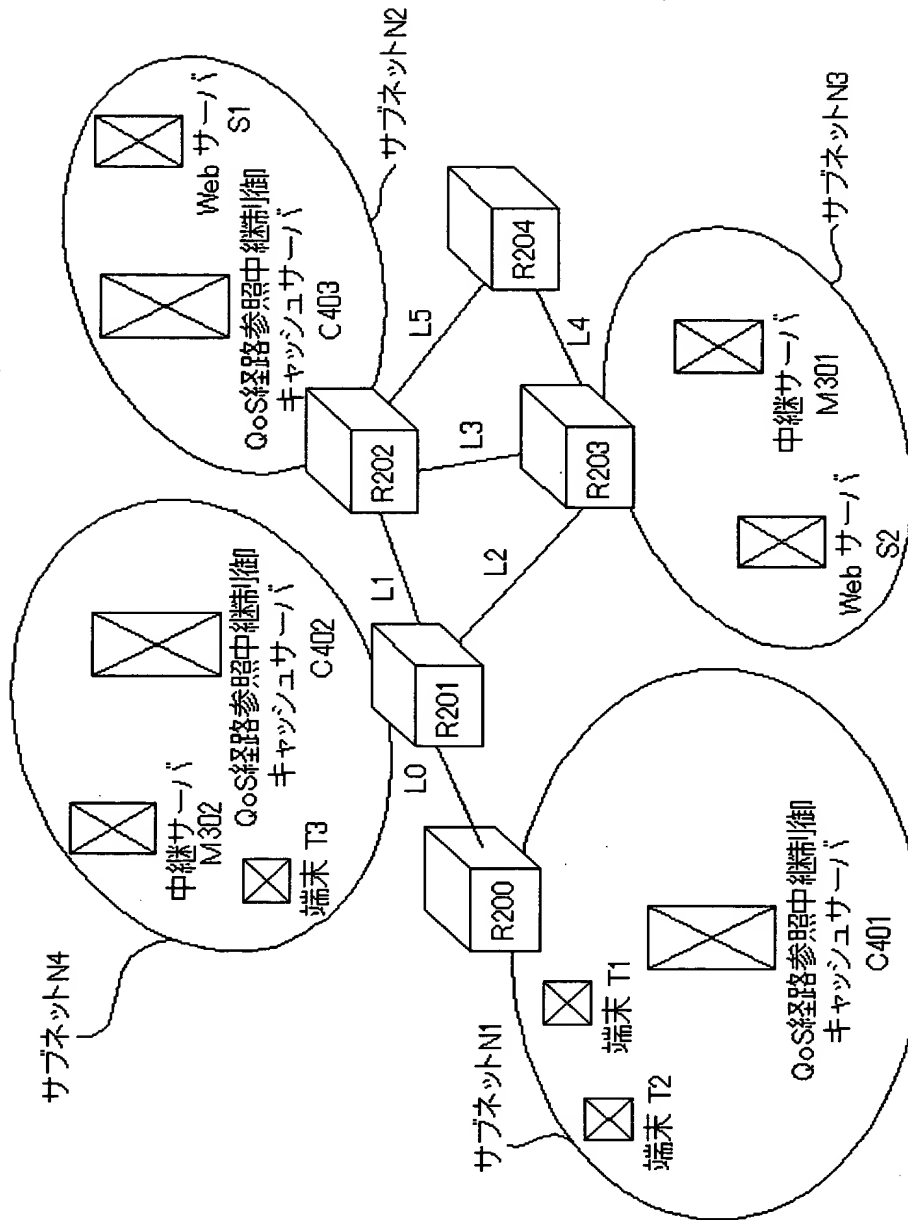 サブネットN4
中継サーバ
M302
端末 T3
QoS経路参照中継制御
キャッシュサーバ
C402
QoS経路参照中継制御
キャッシュサーバ
C403
Web サーバ
S1
サブネットN2
R200
L0
R201
L1
R202
L2
L3
L5
R203
L4
R204
サブネットN1
端末 T2
端末 T1
QoS経路参照中継制御
キャッシュサーバ
C401
Web サーバ
S2
中継サーバ
M301
サブネットN3